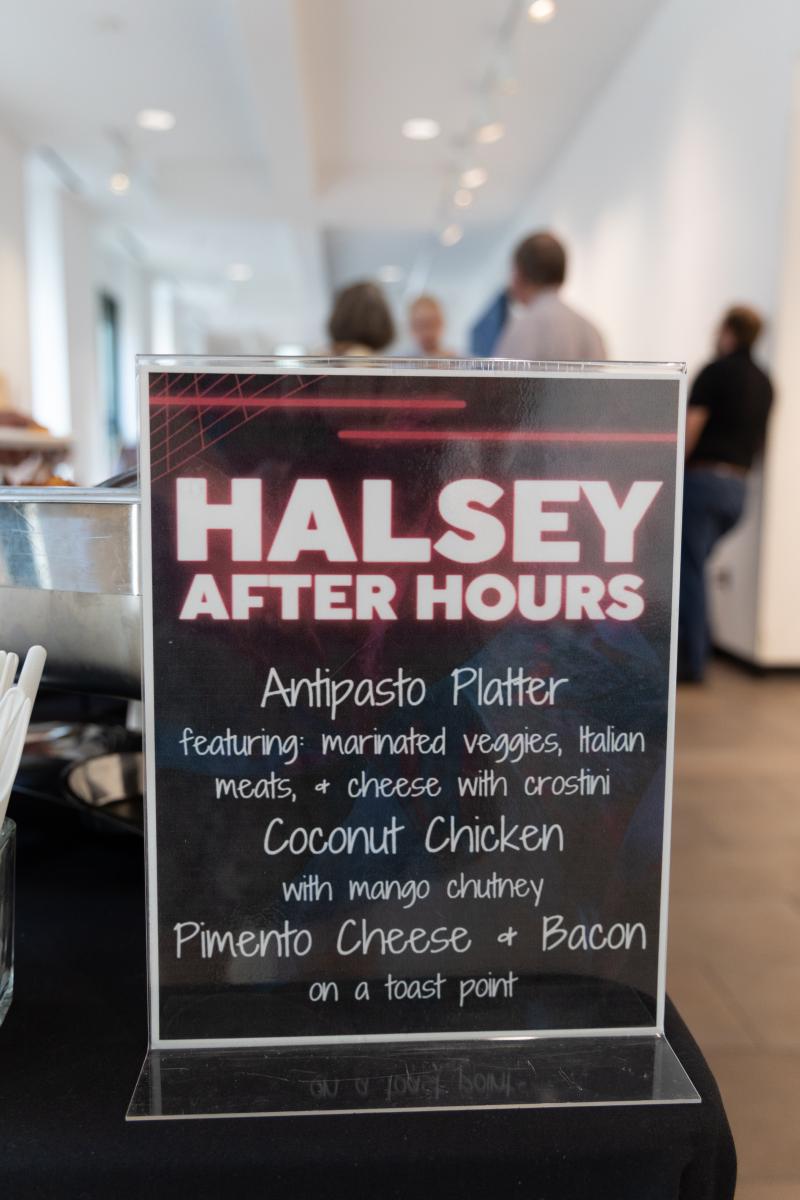 HALSEY
AFTER HOURS
Antipasto Platter
featuring: marinated veggies, Italian
meats, & cheese with crostini
Coconut Chicken
with mango chutney
Pimento Cheese & Bacon
on a toast point